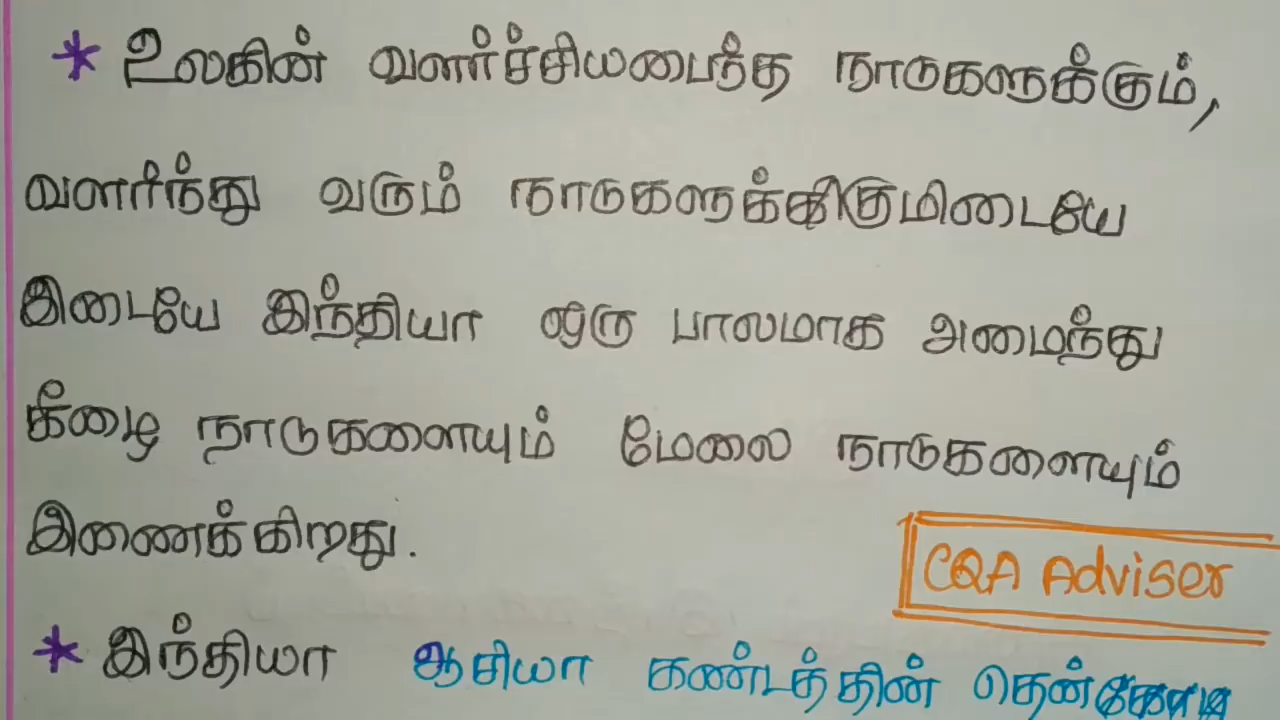 * உலகின் வளர்ச்சியடைந்த நாடுகளுக்கும்,
வளர்ந்து வரும் நாடுகளுக்கிகுமிடையே
இடையே இந்தியா ஒரு பாலமாக அமைந்து
கீழை நாடுகளையும் மேலை நாடுகளையும்
இணைக்கிறது.
CQA Adviser
* இந்தியா ஆசியா கண்டத்தின்